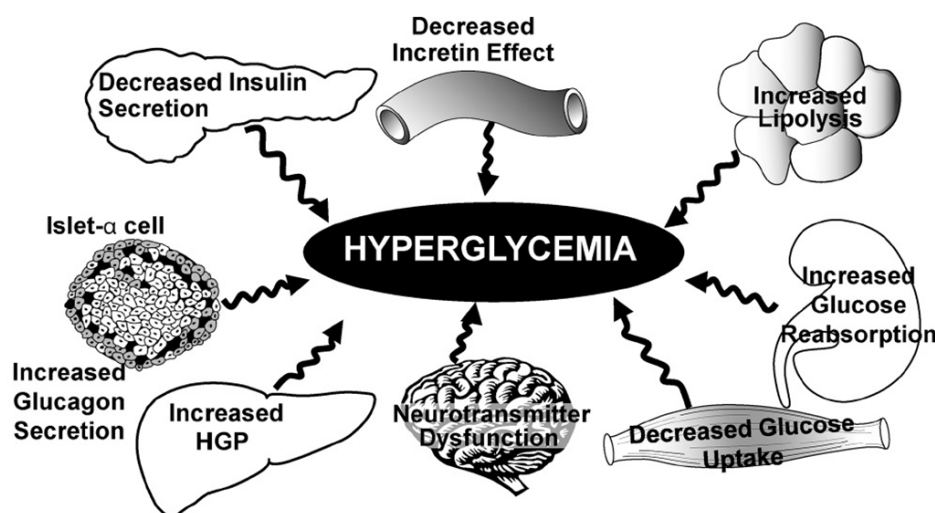 Decreased
Incretin Effect
Decreased Insulin
Secretion
Increased
Lipolysis
Islet-α cell
HYPERGLYCEMIA
Increased
Glucose
Reabsorption
Increased
Glucagon
Secretion
Increased
HGP
Neurotransmitter
Dysfunction
Decreased Glucose
Uptake